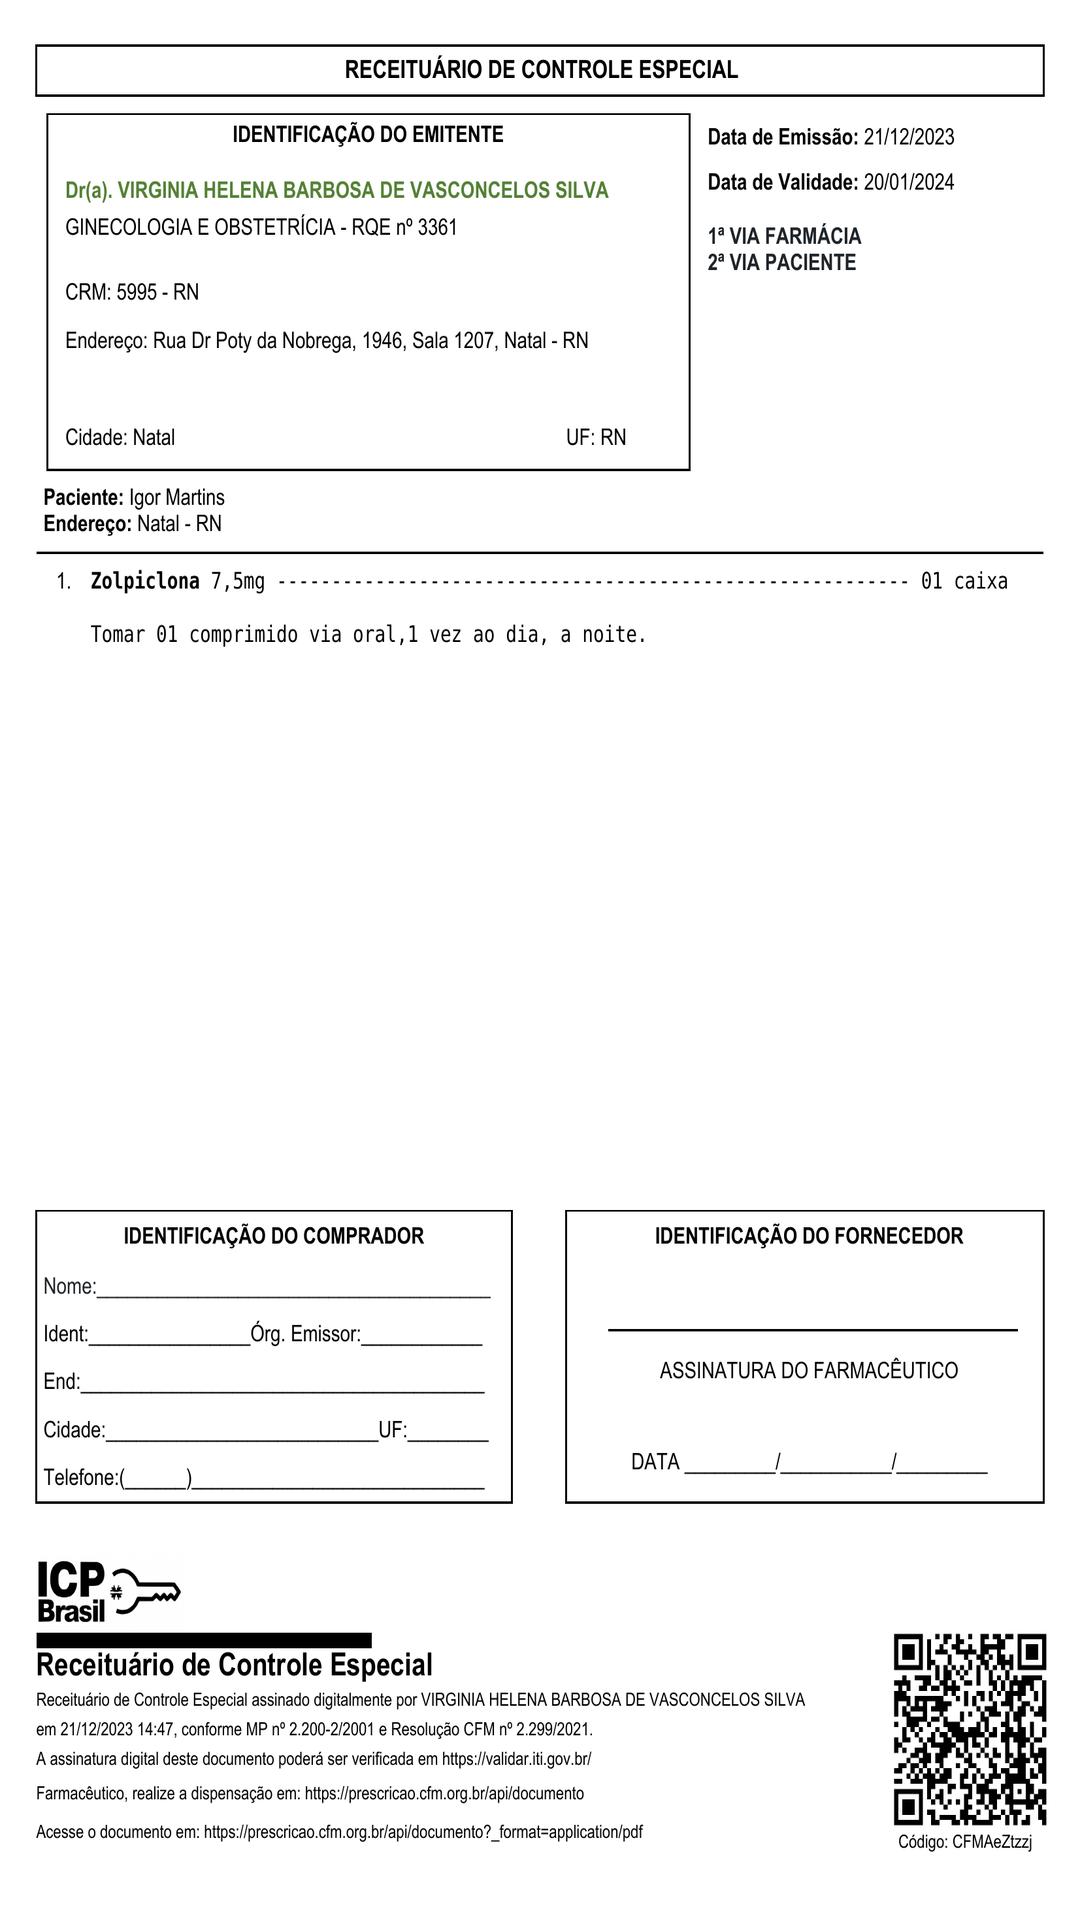 RECEITUÁRIO DE CONTROLE ESPECIAL
IDENTIFICAÇÃO DO EMITENTE
Dr(a). VIRGINIA HELENA BARBOSA DE VASCONCELOS SILVA
GINECOLOGIA E OBSTETRÍCIA - RQE nº 3361
CRM: 5995 - RN
Endereço: Rua Dr Poty da Nobrega, 1946, Sala 1207, Natal - RN
Cidade: Natal UF: RN
Data de Emissão: 21/12/2023
Data de Validade: 20/01/2024
1ª VIA FARMÁCIA
2ª VIA PACIENTE
Paciente: Igor Martins
Endereço: Natal - RN
1. Zolpiclona 7,5mg ---------------------------------------------------------- 01 caixa
Tomar 01 comprimido via oral,1 vez ao dia, a noite.
IDENTIFICAÇÃO DO COMPRADOR
Nome:_______________________________________
Ident:________________Órg. Emissor:____________
End:________________________________________
Cidade:___________________________UF:________
Telefone:(______)_____________________________
IDENTIFICAÇÃO DO FORNECEDOR
ASSINATURA DO FARMACÊUTICO
DATA _________/___________/_________
ICP
Brasil
Receituário de Controle Especial
Receituário de Controle Especial assinado digitalmente por VIRGINIA HELENA BARBOSA DE VASCONCELOS SILVA
em 21/12/2023 14:47, conforme MP nº 2.200-2/2001 e Resolução CFM nº 2.299/2021.
A assinatura digital deste documento poderá ser verificada em https://validar.iti.gov.br/
Farmacêutico, realize a dispensação em: https://prescricao.cfm.org.br/api/documento
Acesse o documento em: https://prescricao.cfm.org.br/api/documento?_format=application/pdf
Código: CFMAeZtzzj